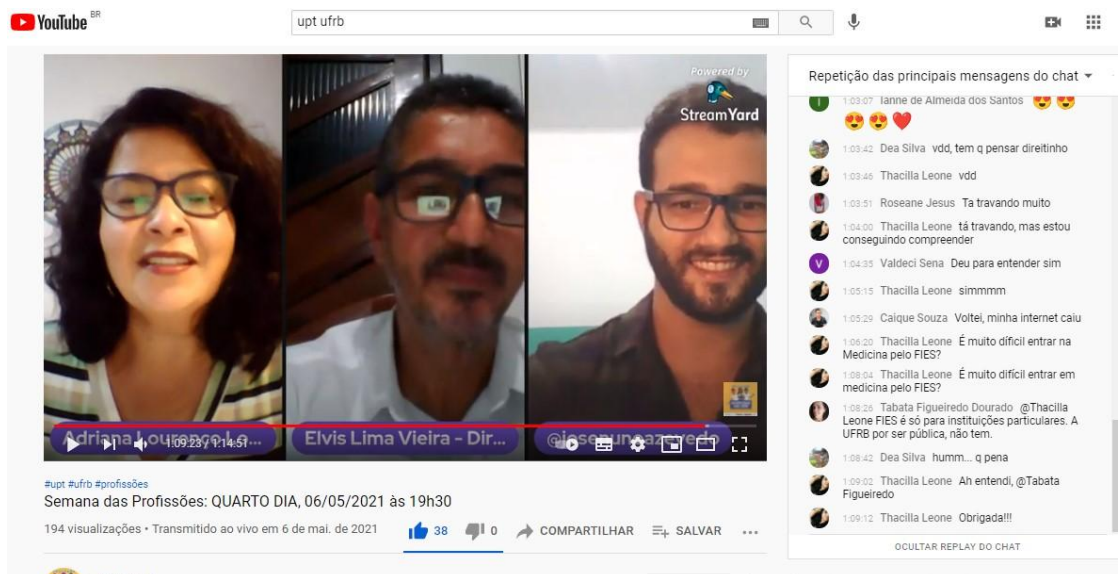 YouTube BR
upt ufrb
Powered by
StreamYard
Adriana Lourenço
1:09:23 / 1:14:51
Elvis Lima Vieira - Dir...
@josenunazevedo
#upt #ufrb #profissões
Semana das Profissões: QUARTO DIA, 06/05/2021 às 19h30
194 visualizações • Transmitido ao vivo em 6 de mai. de 2021
38
0
COMPARTILHAR
SALVAR
Repetição das principais mensagens do chat
I
1:03:07 Ianne de Almeida dos Santos
1:03:42 Dea Silva vdd, tem q pensar direitinho
1:03:46 Thacilla Leone vdd
1:03:51 Roseane Jesus Ta travando muito
1:04:00 Thacilla Leone tá travando, mas estou
conseguindo compreender
V
1:04:35 Valdeci Sena Deu para entender sim
1:05:15 Thacilla Leone simmmm
1:05:29 Caique Souza Voltei, minha internet caiu
1:06:20 Thacilla Leone É muito díficil entrar na
Medicina pelo FIES?
1:08:04 Thacilla Leone É muito difícil entrar em
medicina pelo FIES?
1:08:26 Tabata Figueiredo Dourado @Thacilla
Leone FIES é só para instituições particulares. A
UFRB por ser pública, não tem.
1:08:42 Dea Silva humm... q pena
1:09:02 Thacilla Leone Ah entendi, @Tabata
Figueiredo
1:09:12 Thacilla Leone Obrigada!!!
OCULTAR REPLAY DO CHAT